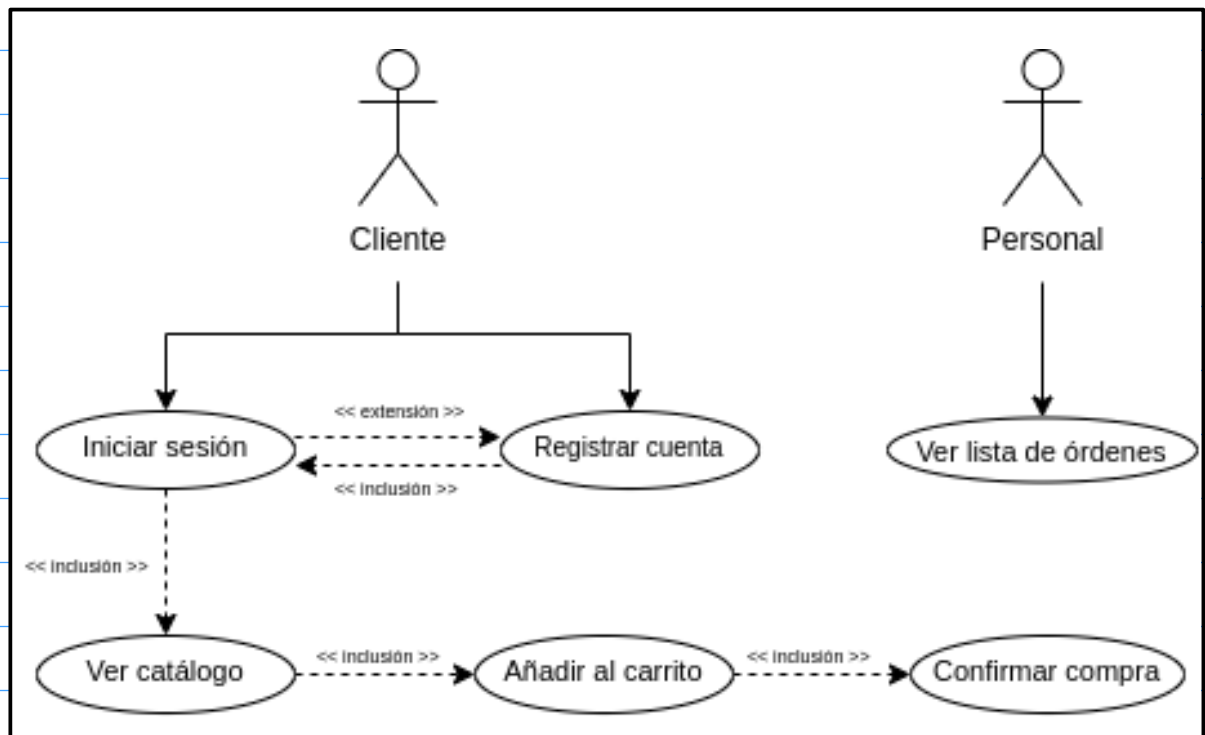 Cliente
Personal
<< extensión >>
Iniciar sesión
Registrar cuenta
Ver lista de órdenes
<< inclusión >>
<< inclusión >>
<< inclusión >>
<< inclusión >>
Ver catálogo
Añadir al carrito
Confirmar compra